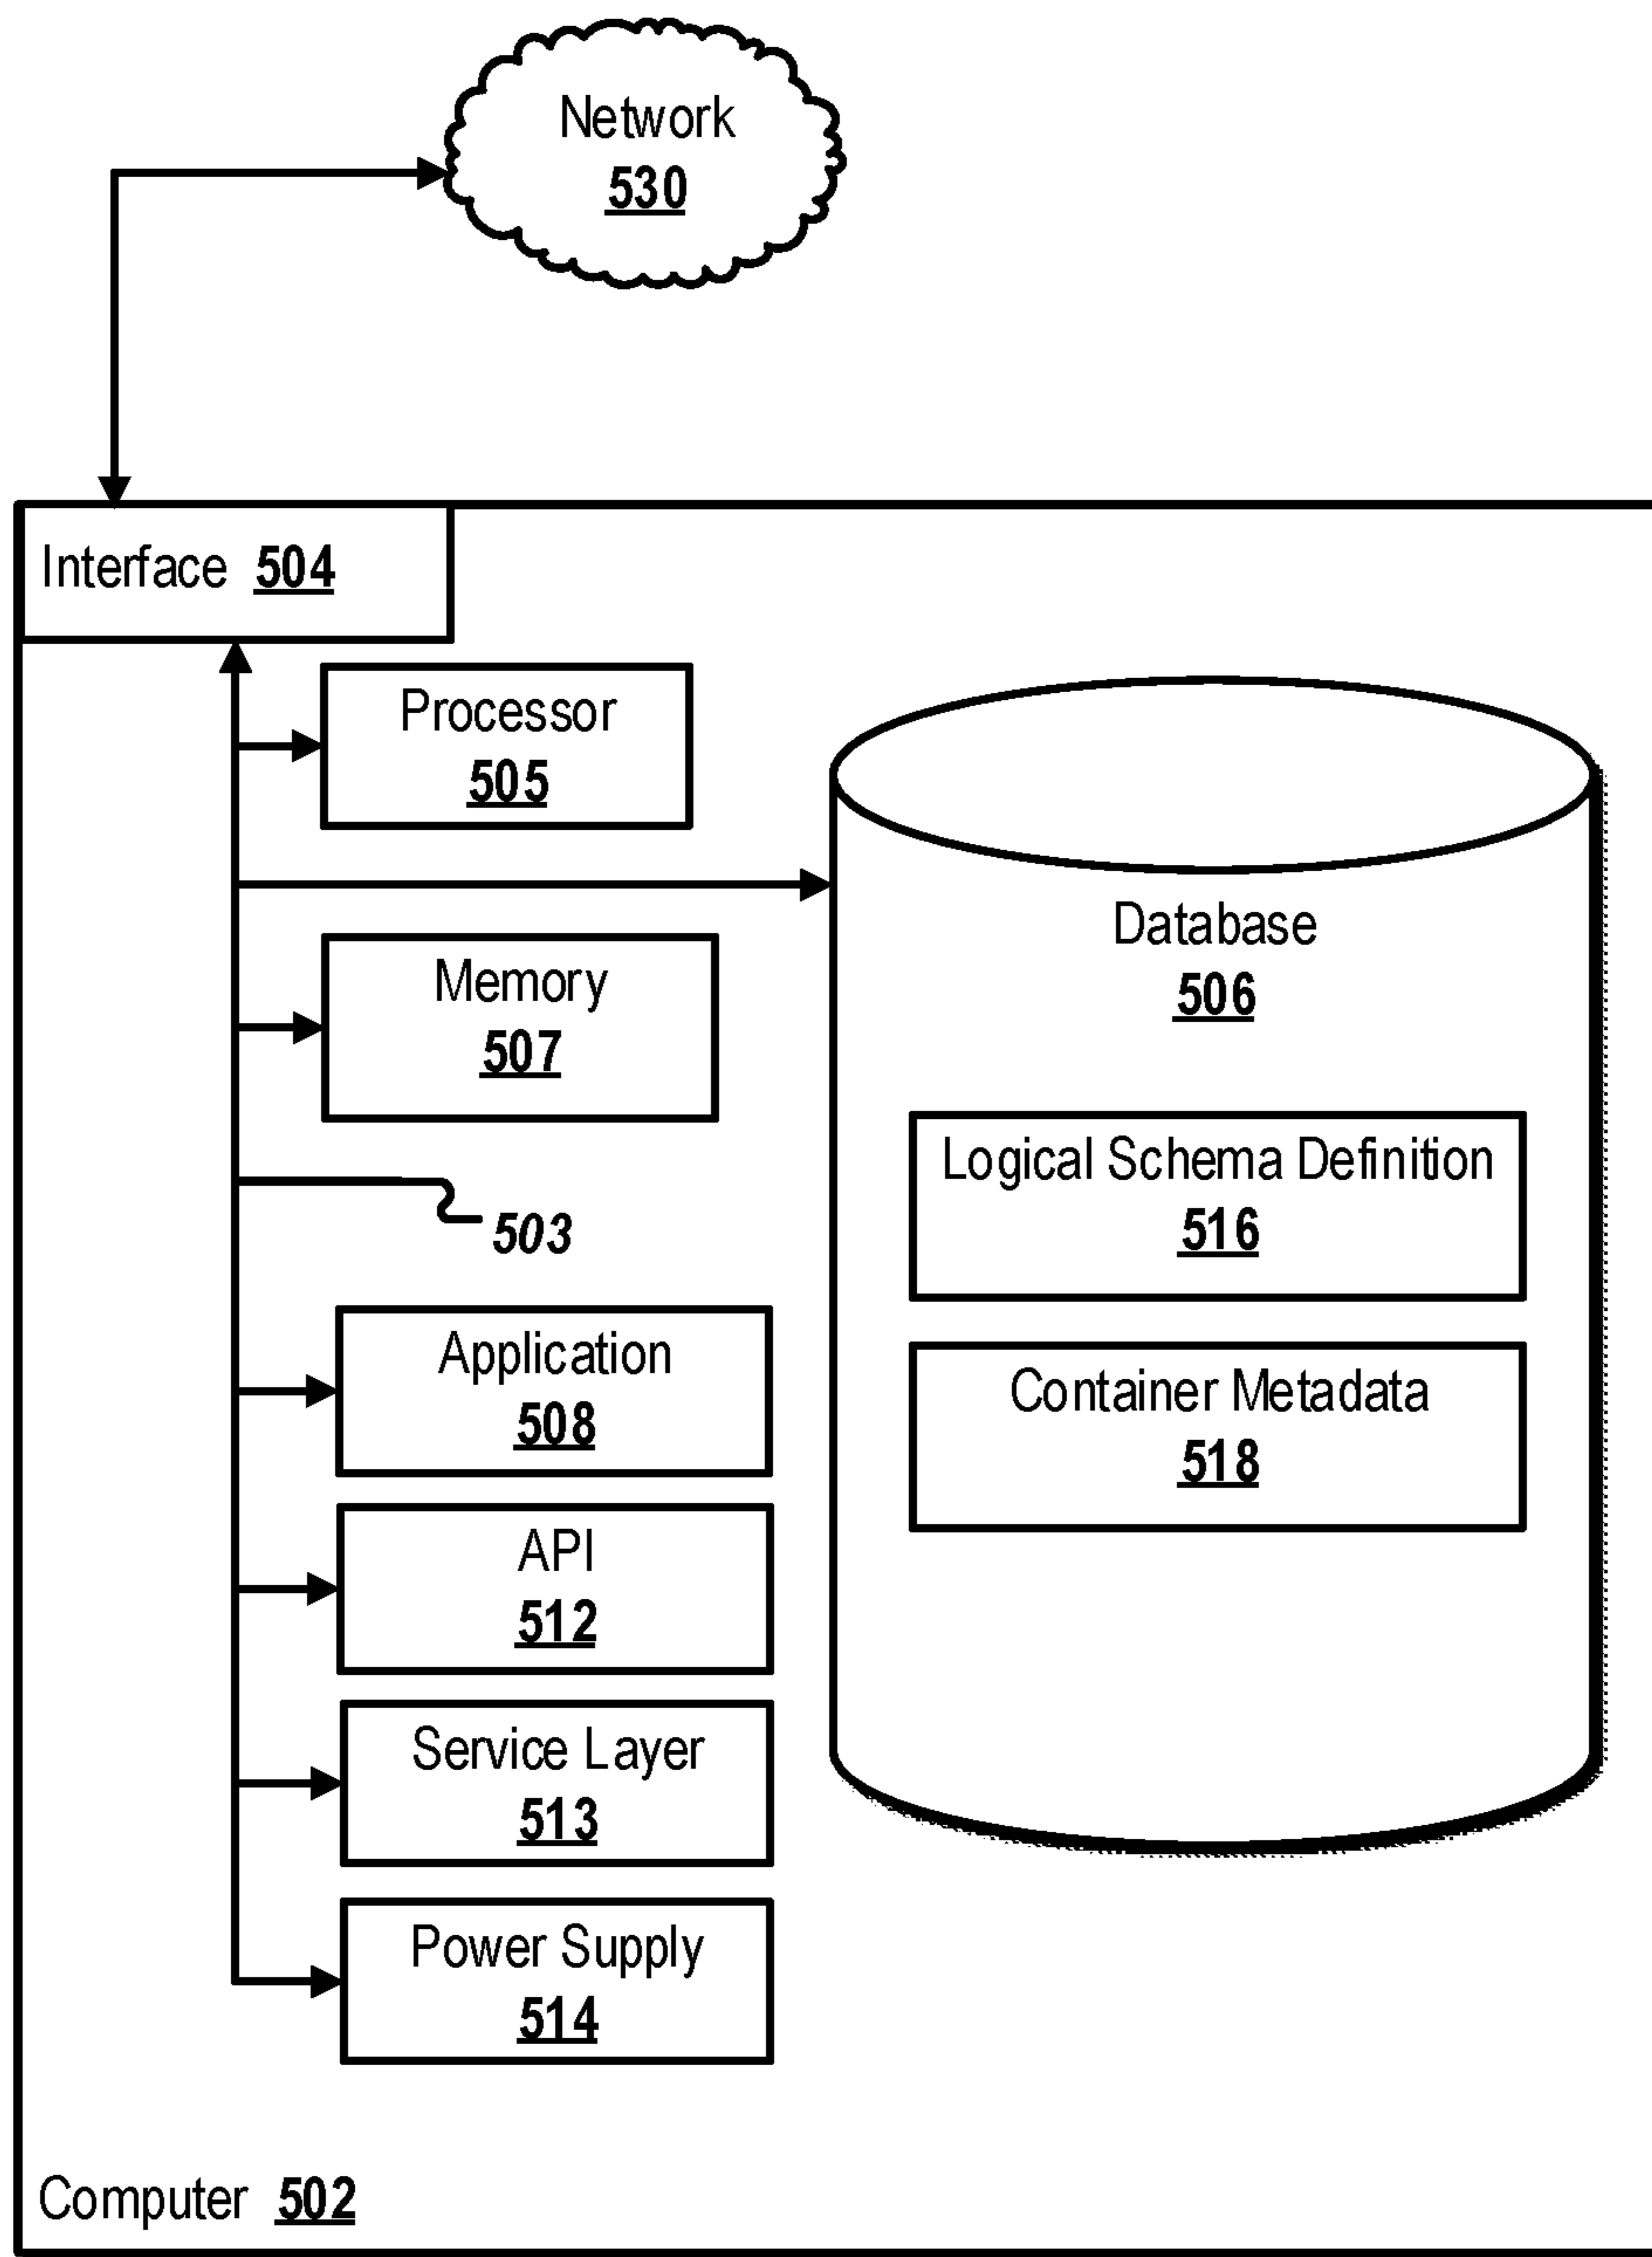 Network
530
Interface 504
Processor
505
Database
506
Memory
507
Logical Schema Definition
516
503
Application
508
Container Metadata
518
API
512
Service Layer
513
Power Supply
514
Computer 502